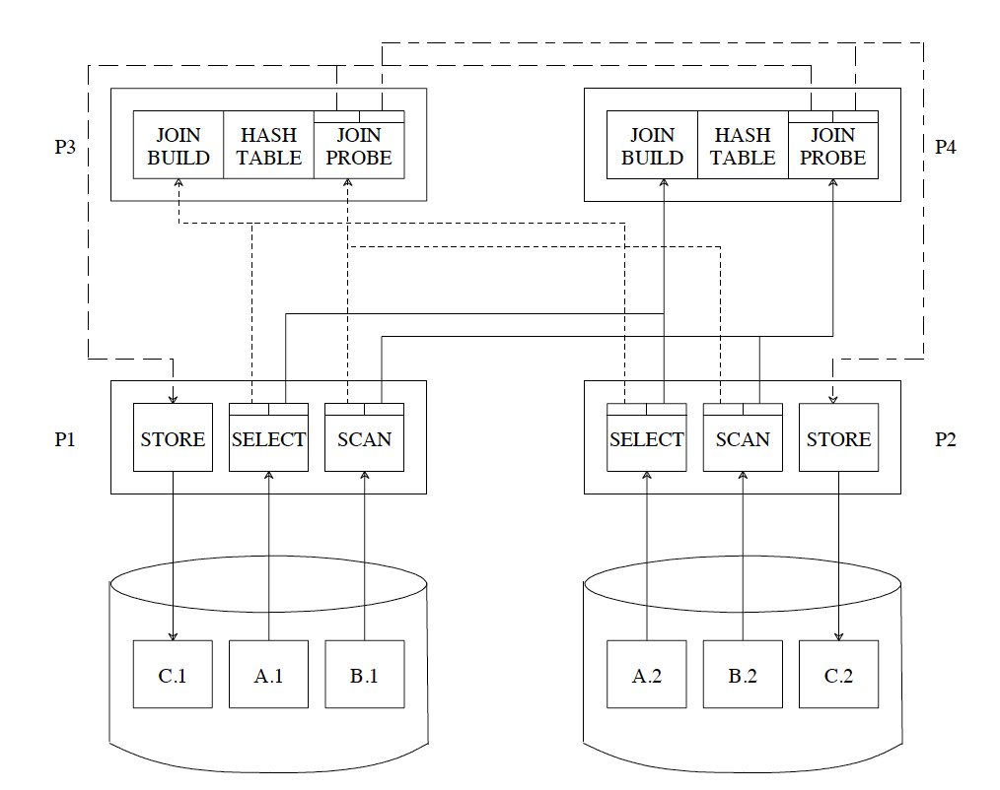 P3
JOIN
BUILD
HASH
TABLE
JOIN
PROBE
JOIN
BUILD
HASH
TABLE
JOIN
PROBE
P4
P1
STORE
SELECT
SCAN
SELECT
SCAN
STORE
P2
C.1
A.1
B.1
A.2
B.2
C.2